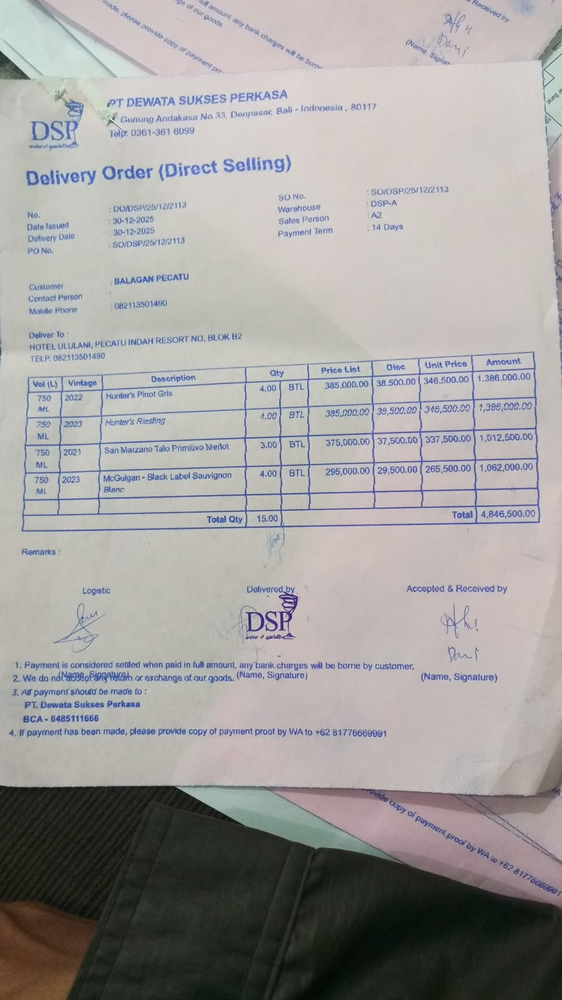 full amount, any bank charges will be borne
ge of our goods.
made, please provide copy of payment
Received by
Dani
(Name, Signat
PT DEWATA SUKSES PERKASA
Gunung Andakasa No.33, Denpasar, Bali - Indonesia , 80117
Telp: 0361-361 6099
DSP
Delivery Order (Direct Selling)
No. : DO/DSP/25/12/2113
Date Issued : 30-12-2025
Delivery Date : 30-12-2025
PO No. : SO/DSP/25/12/2113
SO No. : SO/DSP/25/12/2113
Warehouse : DSP-A
Sales Person : A2
Payment Term : 14 Days
Customer : BALAGAN PECATU
Contact Person :
Mobile Phone : 082113501490
Deliver To :
HOTEL ULULANI, PECATU INDAH RESORT NO. BLOK B2
TELP. 082113501490
Vol (L) Vintage Description Qty Price List Disc Unit Price Amount
750 ML 2022 Hunter's Pinot Gris 4.00 BTL 385.000.00 38.500.00 346.500.00 1.386.000.00
750 ML 2023 Hunter's Riesling 4.00 BTL 385,000.00 38,500.00 346,500.00 1,386,000.00
750 ML 2021 San Marzano Talo Primitivo Merlot 3.00 BTL 375,000.00 37,500.00 337,500.00 1,012,500.00
750 ML 2023 McGuigan - Black Label Sauvignon Blanc 4.00 BTL 295,000.00 29,500.00 265,500.00 1,062,000.00
Total Qty 15.00 Total 4,846,500.00
Remarks :
Logistic Delivered by Accepted & Received by
DSP
wine & spirits
Dani
1. Payment is considered settled when paid in full amount, any bank charges will be borne by customer.
(Name, Signature) (Name, Signature) (Name, Signature)
2. We do not accept any return or exchange of our goods.
3. All payment should be made to :
PT. Dewata Sukses Perkasa
BCA - 6485111666
4. If payment has been made, please provide copy of payment proof by WA to +62 81776669991
ovide copy of payment proof by WA to +62 81776669991